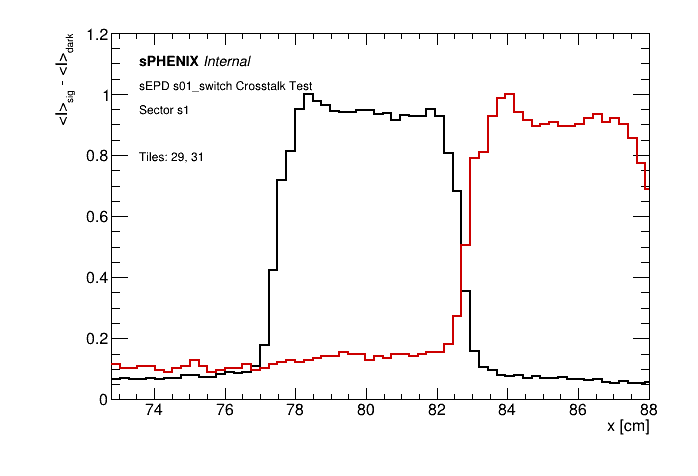 <I>sig - <I>dark
sPHENIX Internal
sEPD s01_switch Crosstalk Test
Sector s1
Tiles: 29, 31
1.2
1
0.8
0.6
0.4
0.2
0
74 76 78 80 82 84 86 88
x [cm]